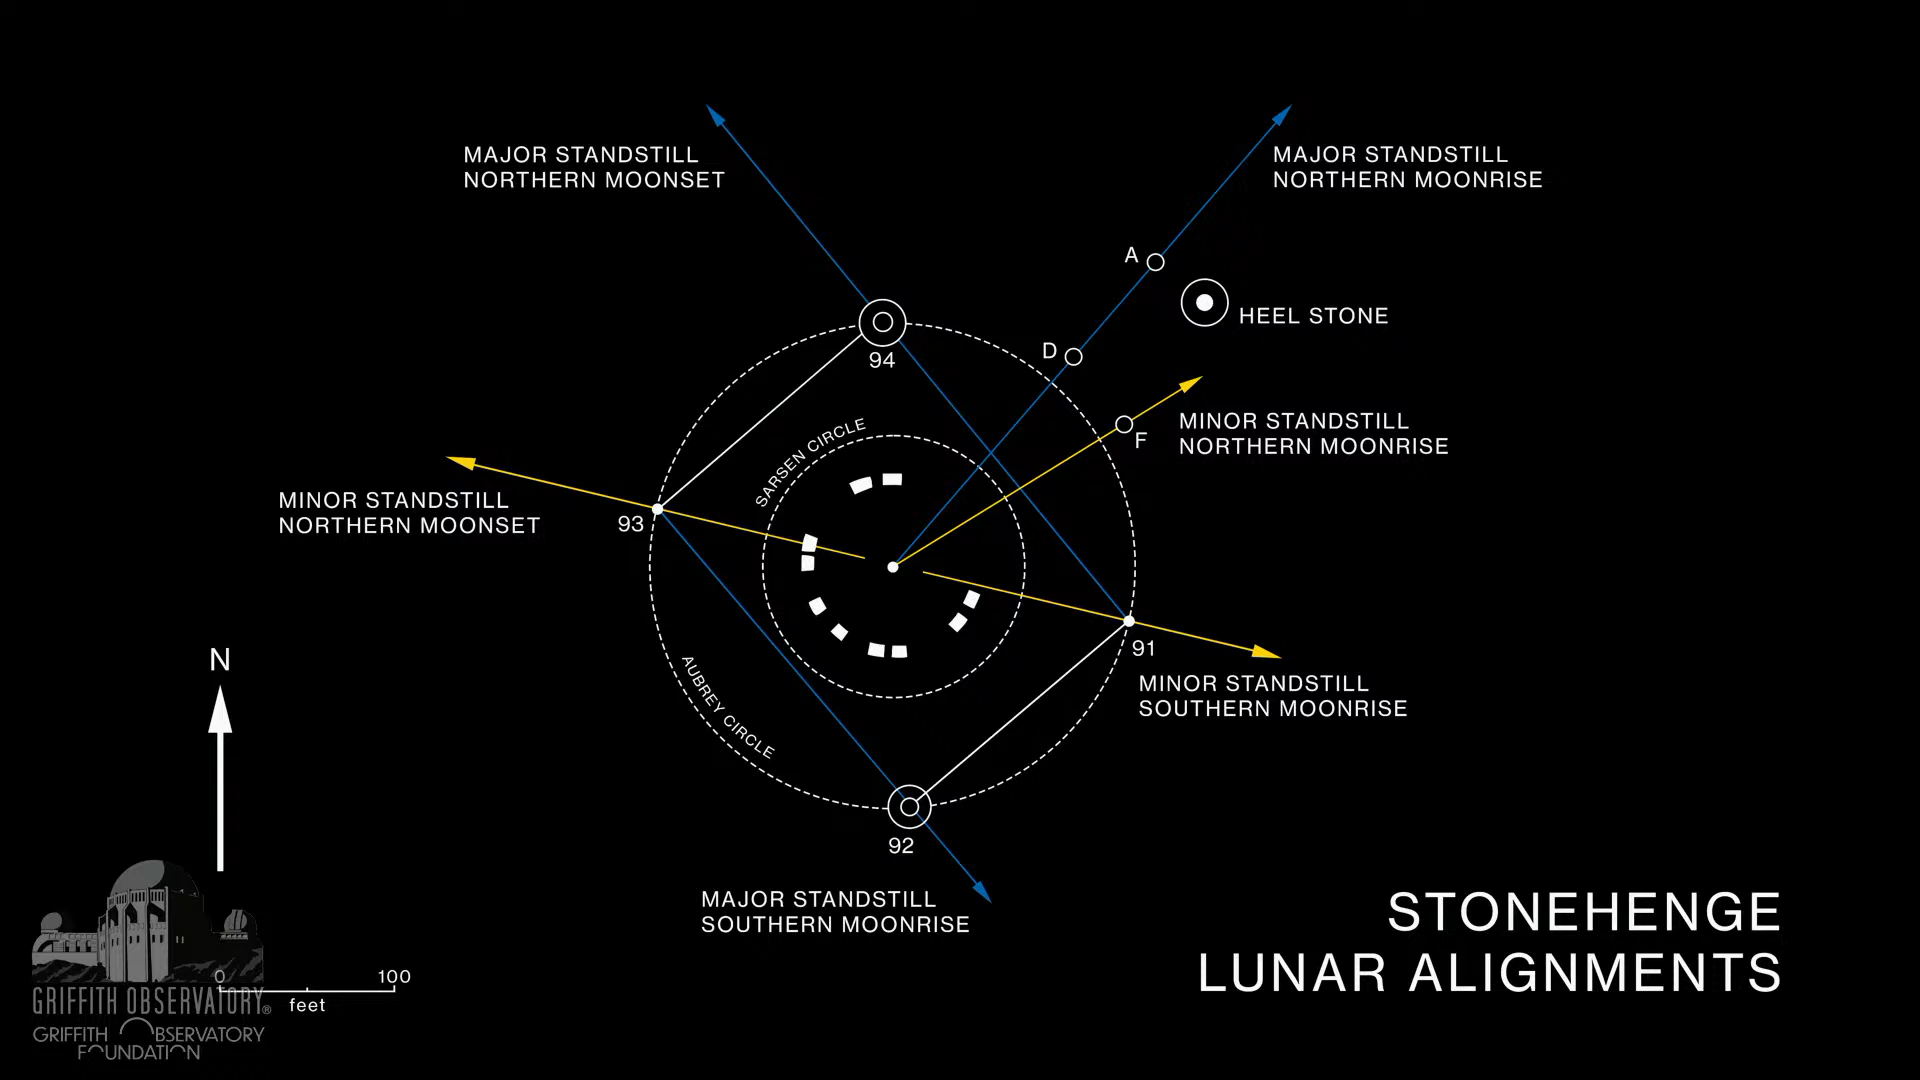 MAJOR STANDSTILL
NORTHERN MOONSET
MAJOR STANDSTILL
NORTHERN MOONRISE
A
HEEL STONE
D
94
MINOR STANDSTILL
NORTHERN MOONRISE
F
SARSEN CIRCLE
MINOR STANDSTILL
NORTHERN MOONSET
93
91
MINOR STANDSTILL
SOUTHERN MOONRISE
AUBREY CIRCLE
N
92
MAJOR STANDSTILL
SOUTHERN MOONRISE
STONEHENGE
LUNAR ALIGNMENTS
0 100
feet
GRIFFITH OBSERVATORY®
GRIFFITH OBSERVATORY
FOUNDATION